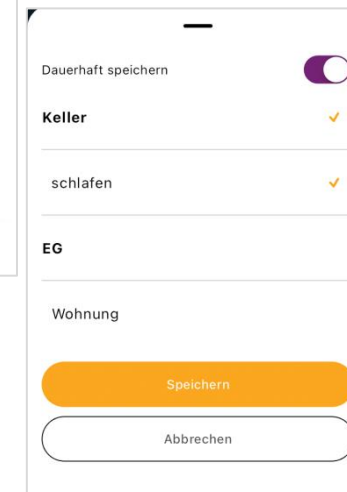 Dauerhaft speichern
Keller
schlafen
EG
Wohnung
Speichern
Abbrechen